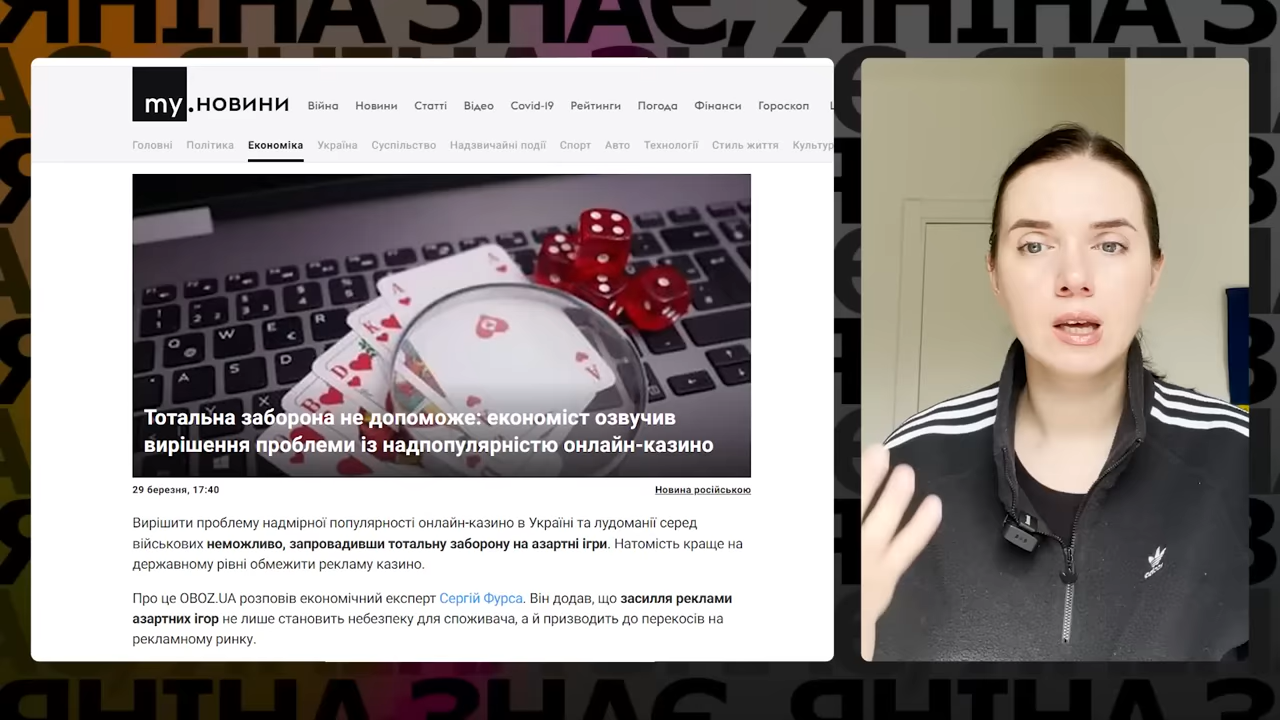 ЯНІНА ЗНАЄ, ЯНІНА З
my.НОВИНИ
Війна Новини Статті Відео Covid-19 Рейтинги Погода Фінанси Гороскоп
Головні Політика Економіка Україна Суспільство Надзвичайні події Спорт Авто Технології Стиль життя Культур
Тотальна заборона не допоможе: економіст озвучив
вирішення проблеми із надпопулярністю онлайн-казино
29 березня, 17:40
Новина російською
Вирішити проблему надмірної популярності онлайн-казино в Україні та лудоманії серед
військових неможливо, запровадивши тотальну заборону на азартні ігри. Натомість краще на
державному рівні обмежити рекламу казино.
Про це OBOZ.UA розповів економічний експерт Сергій Фурса. Він додав, що засилля реклами
азартних ігор не лише становить небезпеку для споживача, а й призводить до перекосів на
рекламному ринку.
adidas
ЯНІНА ЗНАЄ, ЯНІНА З